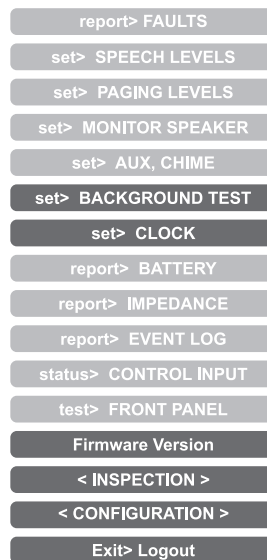 report> FAULTS
set> SPEECH LEVELS
set> PAGING LEVELS
set> MONITOR SPEAKER
set> AUX, CHIME
set> BACKGROUND TEST
set> CLOCK
report> BATTERY
report> IMPEDANCE
report> EVENT LOG
status> CONTROL INPUT
test> FRONT PANEL
Firmware Version
< INSPECTION >
< CONFIGURATION >
Exit> Logout